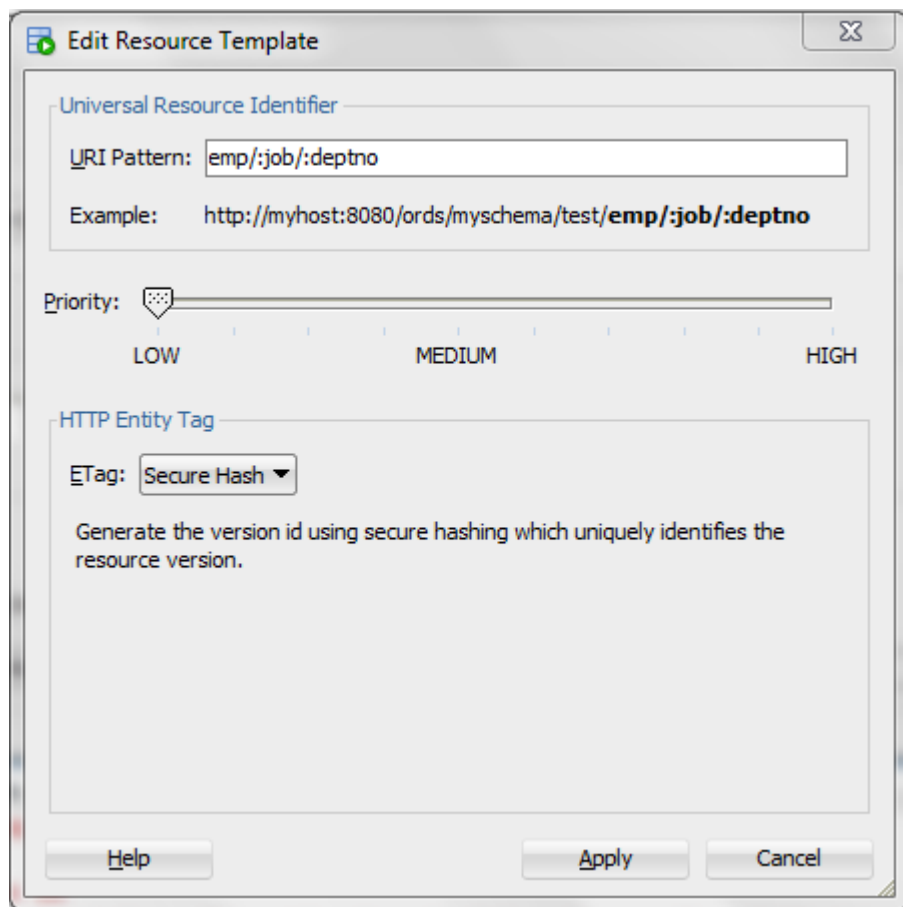 Edit Resource Template
Universal Resource Identifier
URI Pattern: emp/:job/:deptno
Example: http://myhost:8080/ords/myschema/test/emp/:job/:deptno
Priority:
LOW MEDIUM HIGH
HTTP Entity Tag
ETag: Secure Hash
Generate the version id using secure hashing which uniquely identifies the
resource version.
Help Apply Cancel